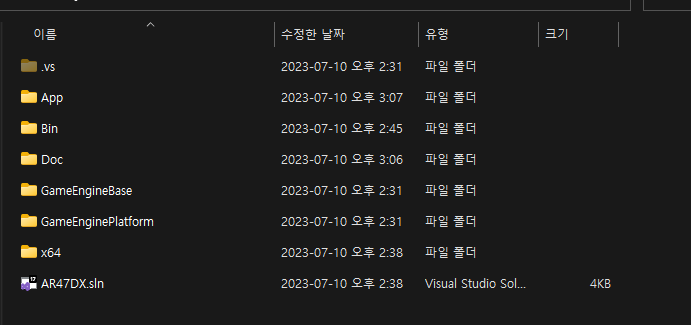 이름 수정한 날짜 유형 크기
.vs 2023-07-10 오후 2:31 파일 폴더
App 2023-07-10 오후 3:07 파일 폴더
Bin 2023-07-10 오후 2:45 파일 폴더
Doc 2023-07-10 오후 3:06 파일 폴더
GameEngineBase 2023-07-10 오후 2:31 파일 폴더
GameEnginePlatform 2023-07-10 오후 2:31 파일 폴더
x64 2023-07-10 오후 2:38 파일 폴더
AR47DX.sln 2023-07-10 오후 2:38 Visual Studio Sol... 4KB